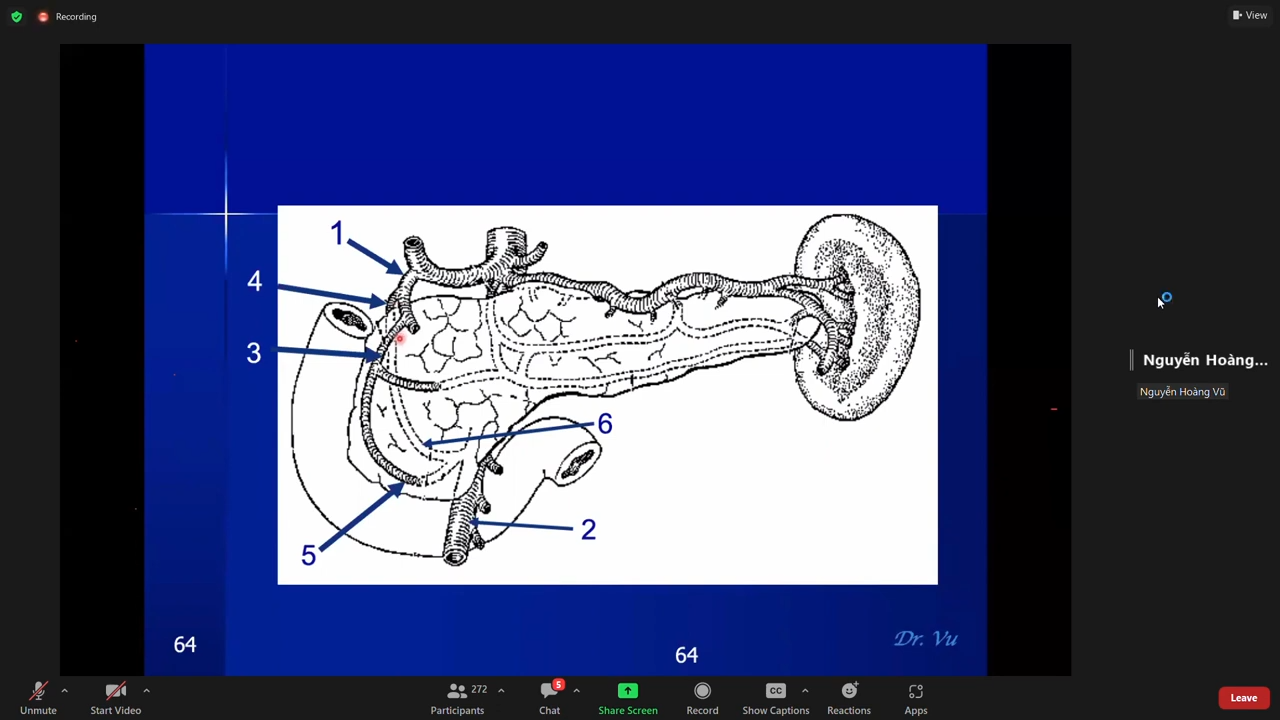 Recording
View
1
4
3
6
2
5
Nguyễn Hoàng...
Nguyễn Hoàng Vũ
64
64
Dr. Vu
Unmute
Start Video
Participants
272
Chat
5
Share Screen
Record
CC
Show Captions
Reactions
Apps
Leave